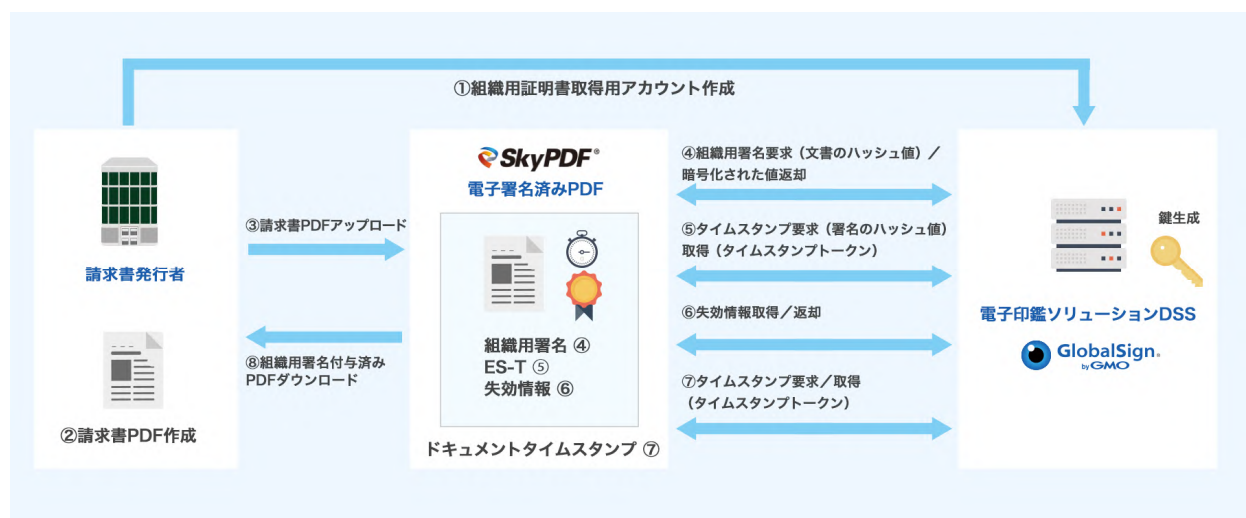 ①組織用証明書取得用アカウント作成
請求書発行者
②請求書PDF作成
③請求書PDFアップロード
⑧組織用署名付与済み
PDFダウンロード
SkyPDF®
電子署名済みPDF
組織用署名 ④
ES-T ⑤
失効情報 ⑥
ドキュメントタイムスタンプ ⑦
④組織用署名要求（文書のハッシュ値）／
暗号化された値返却
⑤タイムスタンプ要求（署名のハッシュ値）
取得（タイムスタンプトークン）
⑥失効情報取得／返却
⑦タイムスタンプ要求／取得
（タイムスタンプトークン）
鍵生成
電子印鑑ソリューションDSS
GlobalSign.
by GMO